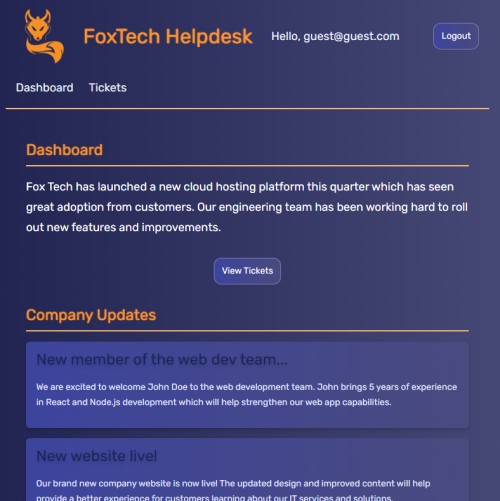 FoxTech Helpdesk
Hello, guest@guest.com
Logout
Dashboard
Tickets
Dashboard
Fox Tech has launched a new cloud hosting platform this quarter which has seen
great adoption from customers. Our engineering team has been working hard to roll
out new features and improvements.
View Tickets
Company Updates
New member of the web dev team...
We are excited to welcome John Doe to the web development team. John brings 5 years of experience
in React and Node.js development which will help strengthen our web app capabilities.
New website live!
Our brand new company website is now live! The updated design and improved content will help
provide a better experience for customers learning about our IT services and solutions.